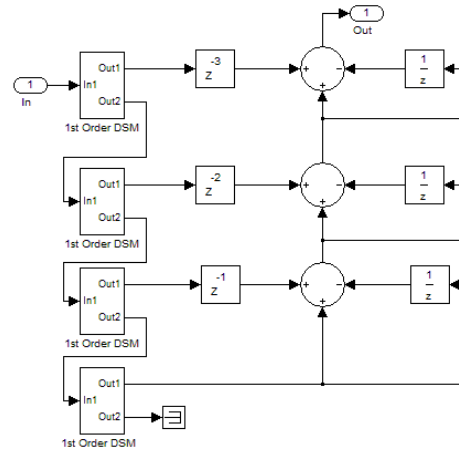 1
Out
Out1
-3
Z
+
-
1
z
1
In1
+
In
Out2
1st Order DSM
Out1
-2
Z
+
-
1
z
In1
+
Out2
1st Order DSM
Out1
-1
Z
+
-
1
z
In1
+
Out2
1st Order DSM
Out1
In1
Out2
1st Order DSM